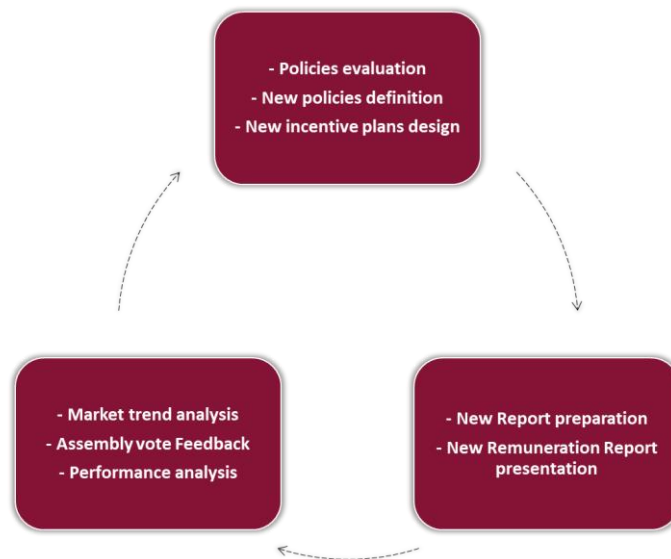 - Policies evaluation
- New policies definition
- New incentive plans design
- Market trend analysis
- Assembly vote Feedback
- Performance analysis
- New Report preparation
- New Remuneration Report
presentation